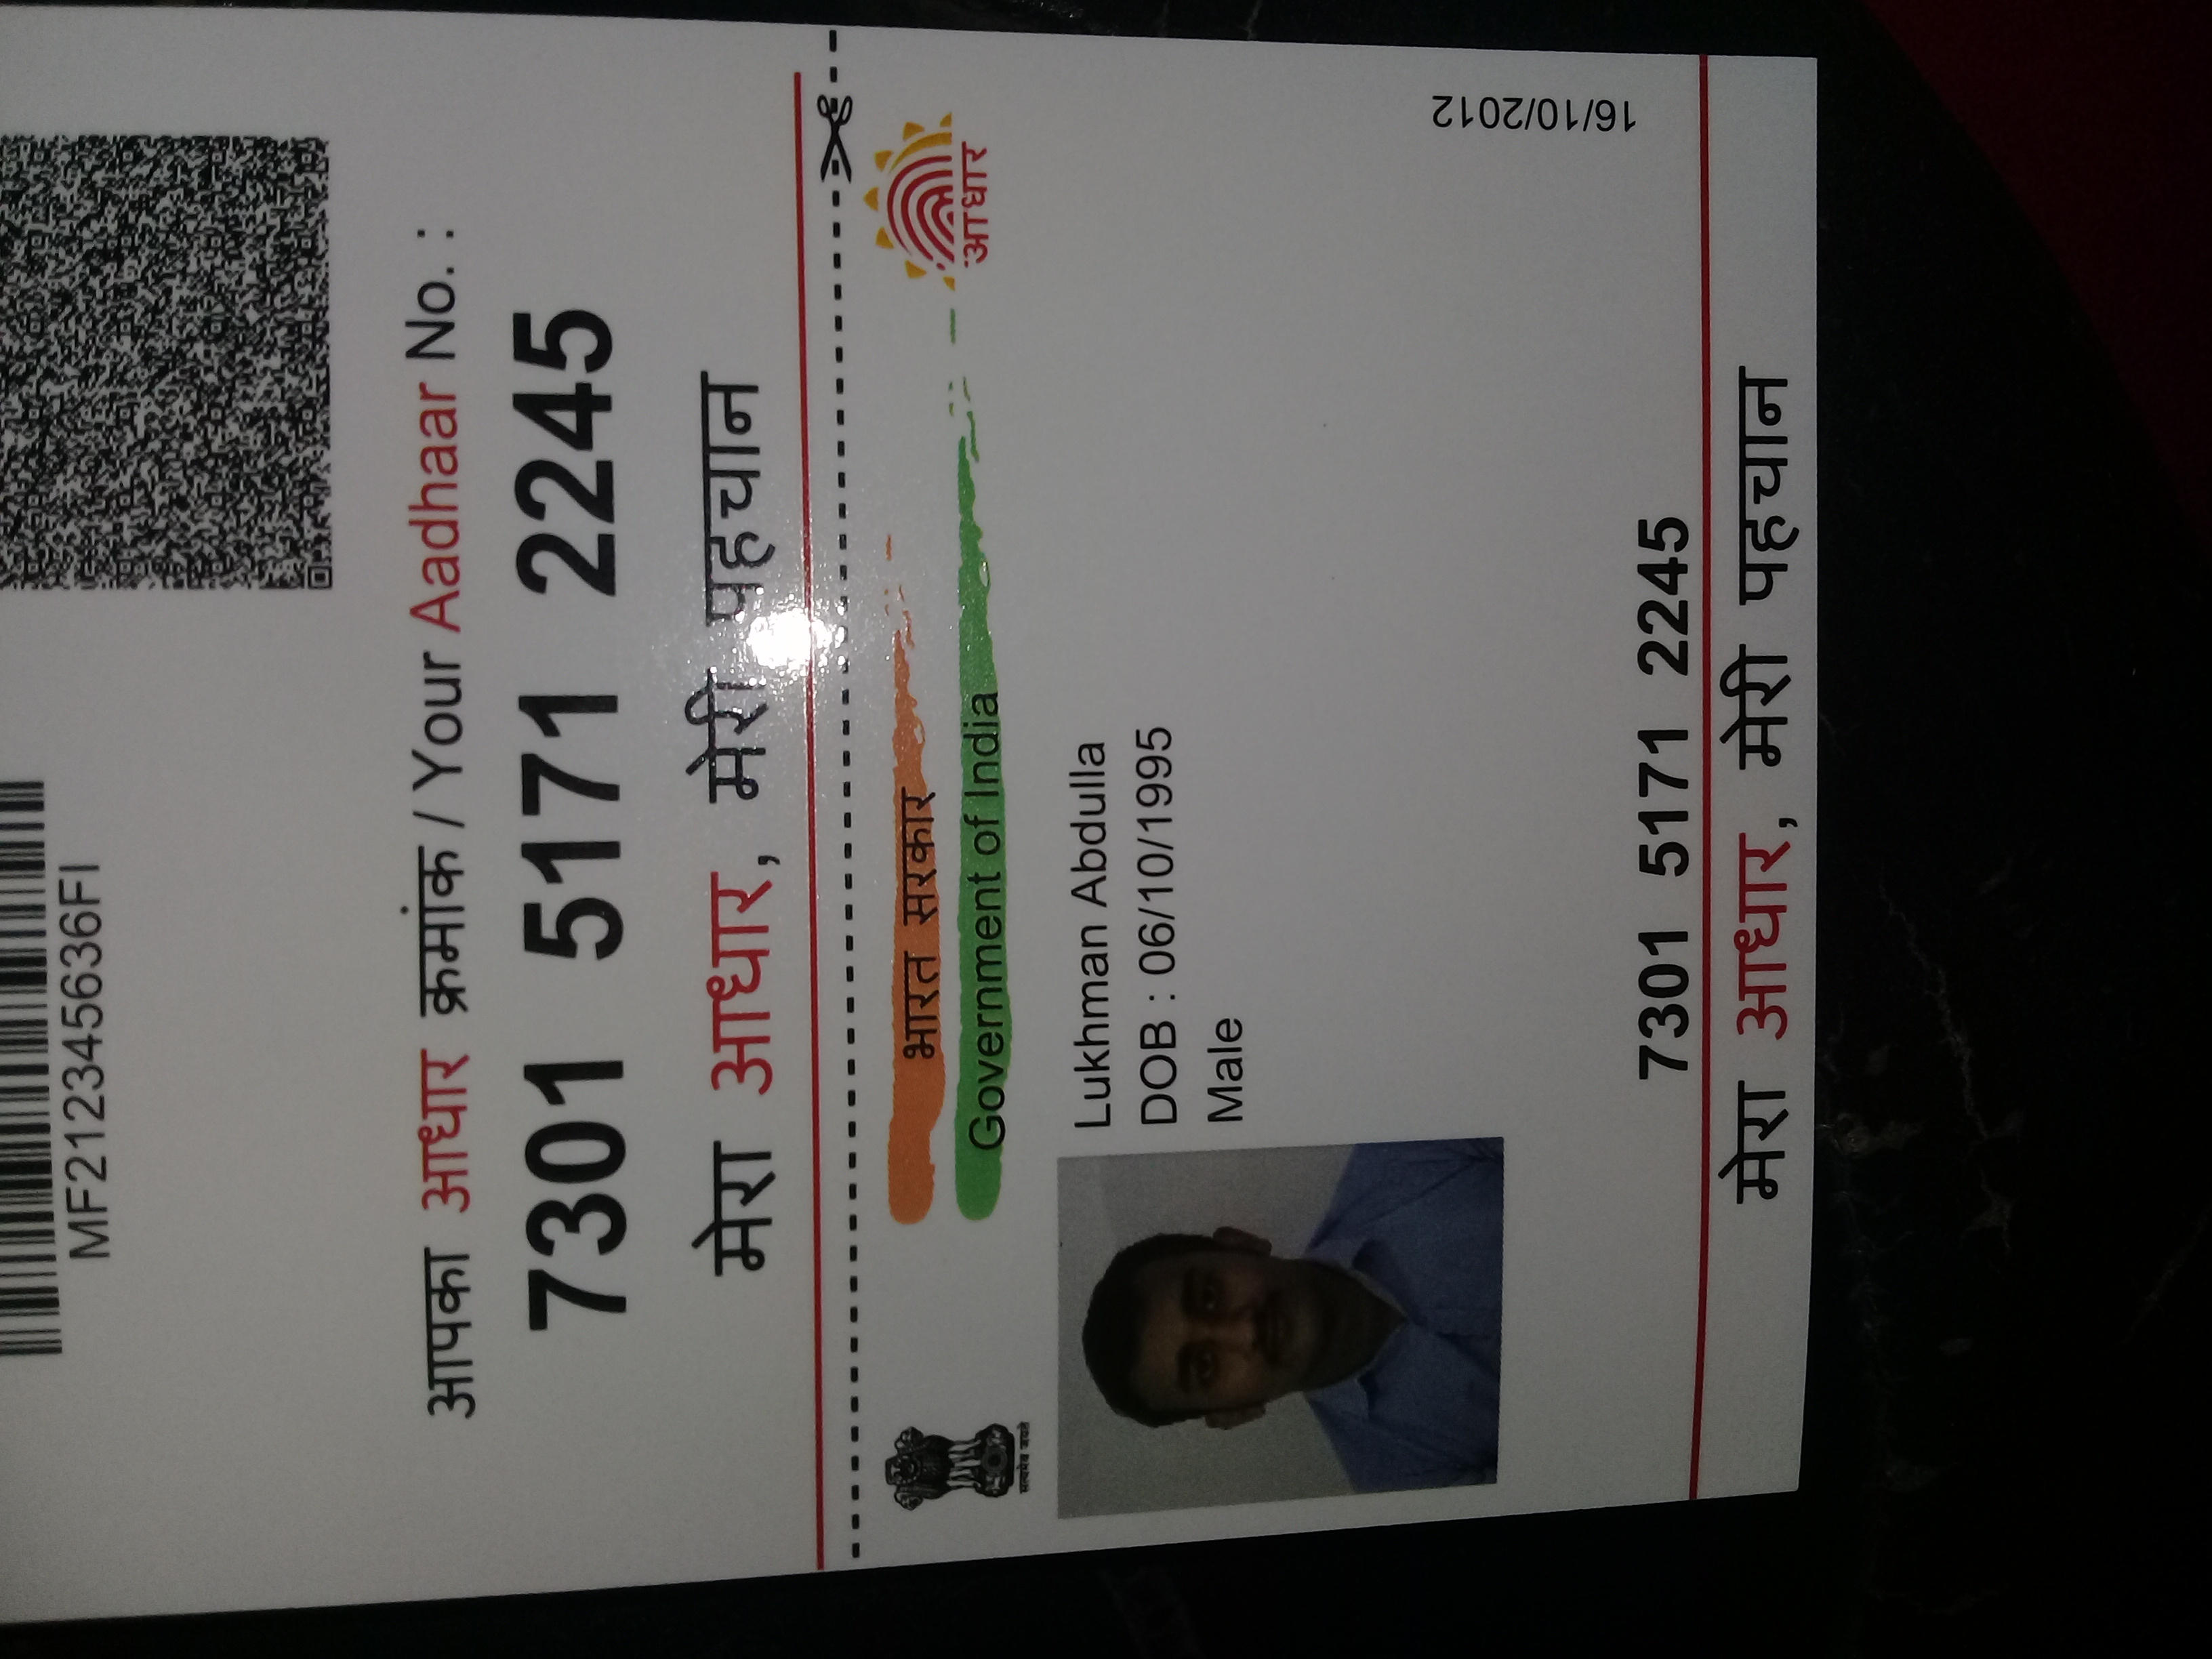 MF212345636FI
आपका आधार क्रमांक / Your Aadhaar No. :
7301 5171 2245
मेरा आधार, मेरी पहचान
भारत सरकार
Government of India
आधार
सत्यमेव जयते
Lukhman Abdulla
DOB : 06/10/1995
Male
16/10/2012
7301 5171 2245
मेरा आधार, मेरी पहचान